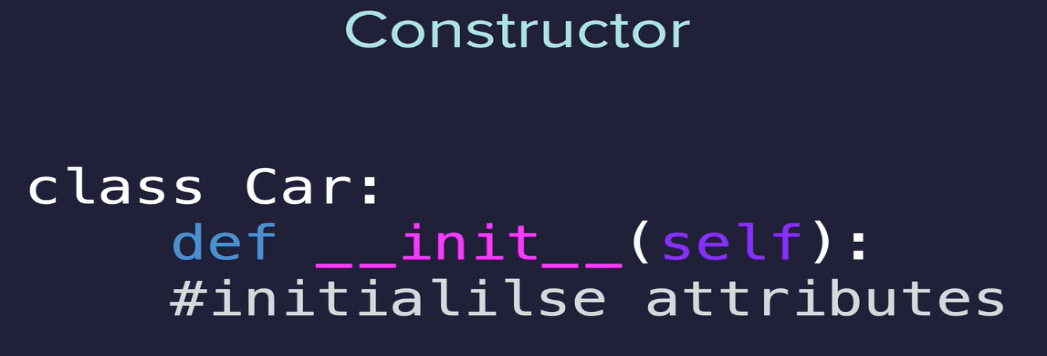 Constructor
class Car:
def __init__(self):
#initialilse attributes